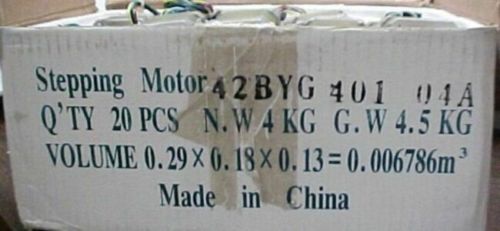 Stepping Motor 42BYG 401 04A
Q'TY 20 PCS N.W 4 KG G.W 4.5 KG
VOLUME 0.29×0.18×0.13=0.006786m³
Made in China